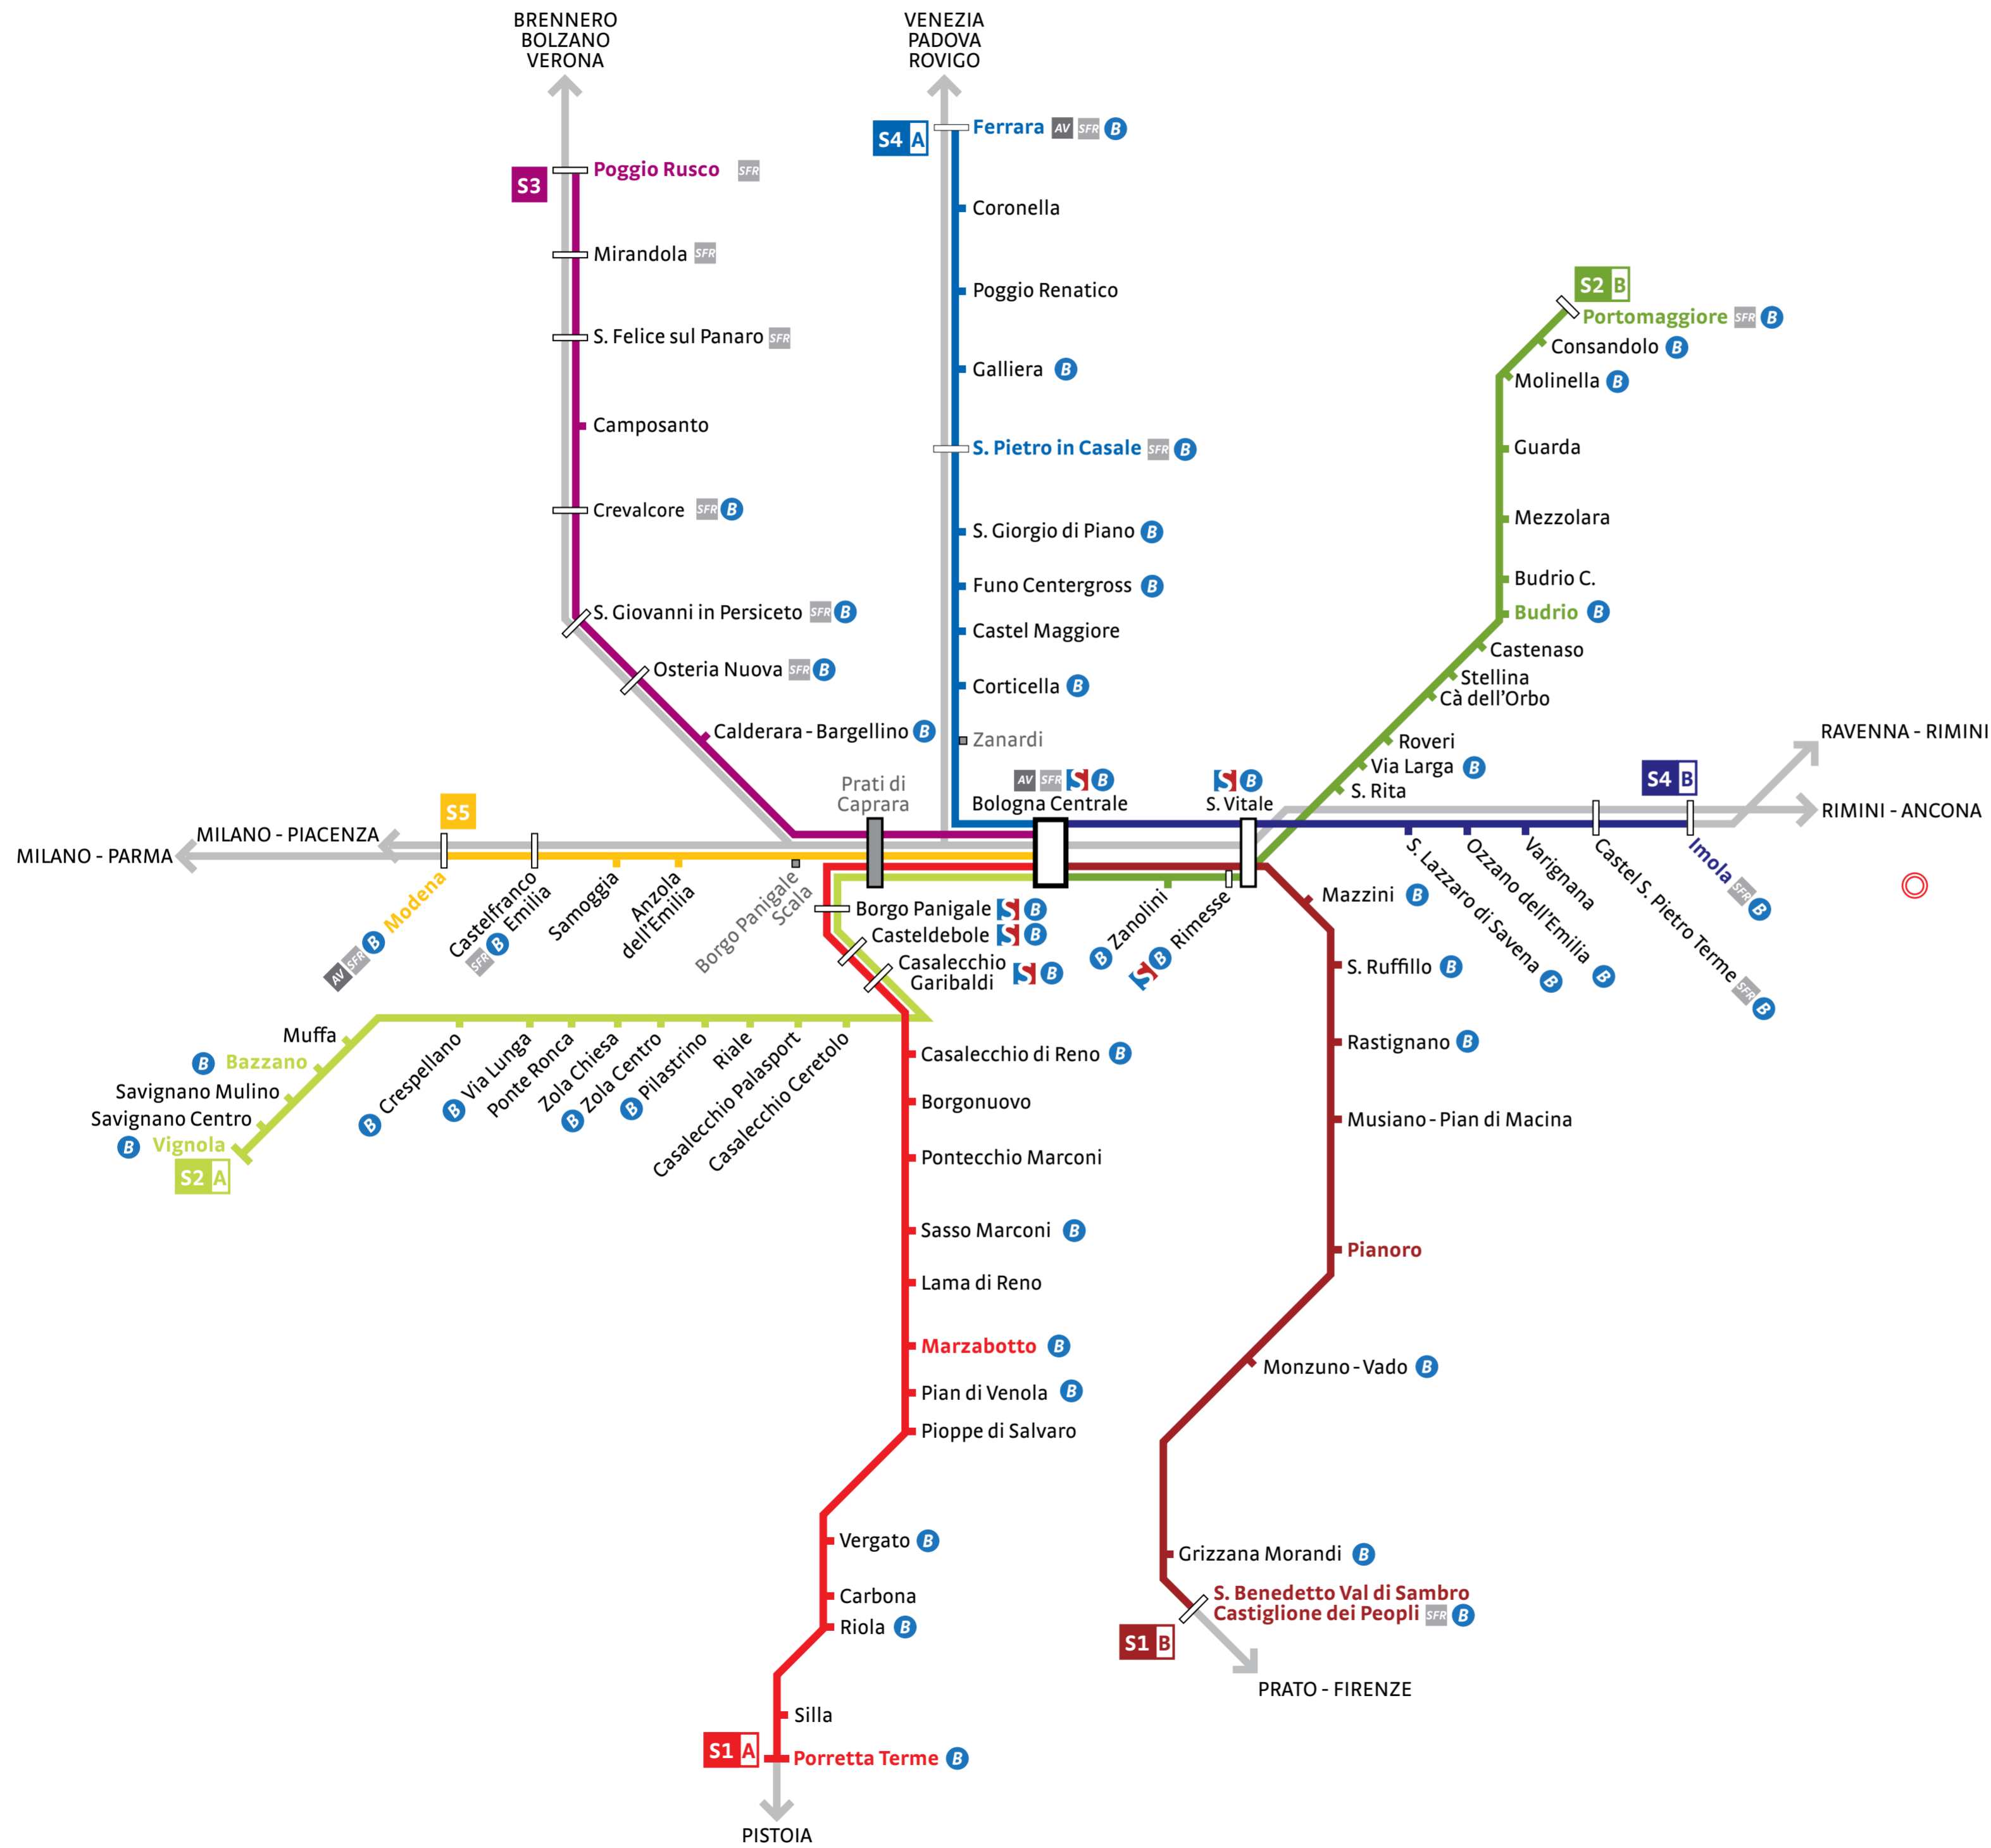 BRENNERO
BOLZANO
VERONA
VENEZIA
PADOVA
ROVIGO
S3
Poggio Rusco SFR
Mirandola SFR
S. Felice sul Panaro SFR
Camposanto
Crevalcore SFR B
S. Giovanni in Persiceto SFR B
Osteria Nuova SFR B
Calderara - Bargellino B
S4 A
Ferrara AV SFR B
Coronella
Poggio Renatico
Galliera B
S. Pietro in Casale SFR B
S. Giorgio di Piano B
Funo Centergross B
Castel Maggiore
Corticella B
Zanardi
S2 B
Portomaggiore SFR B
Consandolo B
Molinella B
Guarda
Mezzolara
Budrio C.
Budrio B
Castenaso
Stellina
Cà dell'Orbo
Roveri
Via Larga B
S. Rita
RAVENNA - RIMINI
RIMINI - ANCONA
S4 B
Prati di
Caprara
AV SFR S B
Bologna Centrale
S B
S. Vitale
MILANO - PIACENZA
MILANO - PARMA
S5
AV SFR B Modena
Castelfranco
SFR B Emilia
Samoggia
Anzola
dell'Emilia
Borgo Panigale
Scala
Borgo Panigale S B
Casteldebole S B
Casalecchio
Garibaldi S B
B Zanolini
S B Rimesse
S. Lazzaro di Savena B
Ozzano dell'Emilia B
Varignana
Castel S. Pietro Terme SFR B
Imola SFR B
Mazzini B
S. Ruffillo B
Rastignano B
Musiano - Pian di Macina
Pianoro
Monzuno - Vado B
Grizzana Morandi B
S. Benedetto Val di Sambro
Castiglione dei Peopli SFR B
S1 B
PRATO - FIRENZE
Muffa
B Bazzano
Savignano Mulino
Savignano Centro
B Vignola
S2 A
B Crespellano
B Via Lunga
Ponte Ronca
Zola Chiesa
B Zola Centro
B Pilastrino
Riale
Casalecchio Palasport
Casalecchio Ceretolo
Casalecchio di Reno B
Borgonuovo
Pontecchio Marconi
Sasso Marconi B
Lama di Reno
Marzabotto B
Pian di Venola B
Pioppe di Salvaro
Vergato B
Carbona
Riola B
Silla
S1 A
Porretta Terme B
PISTOIA